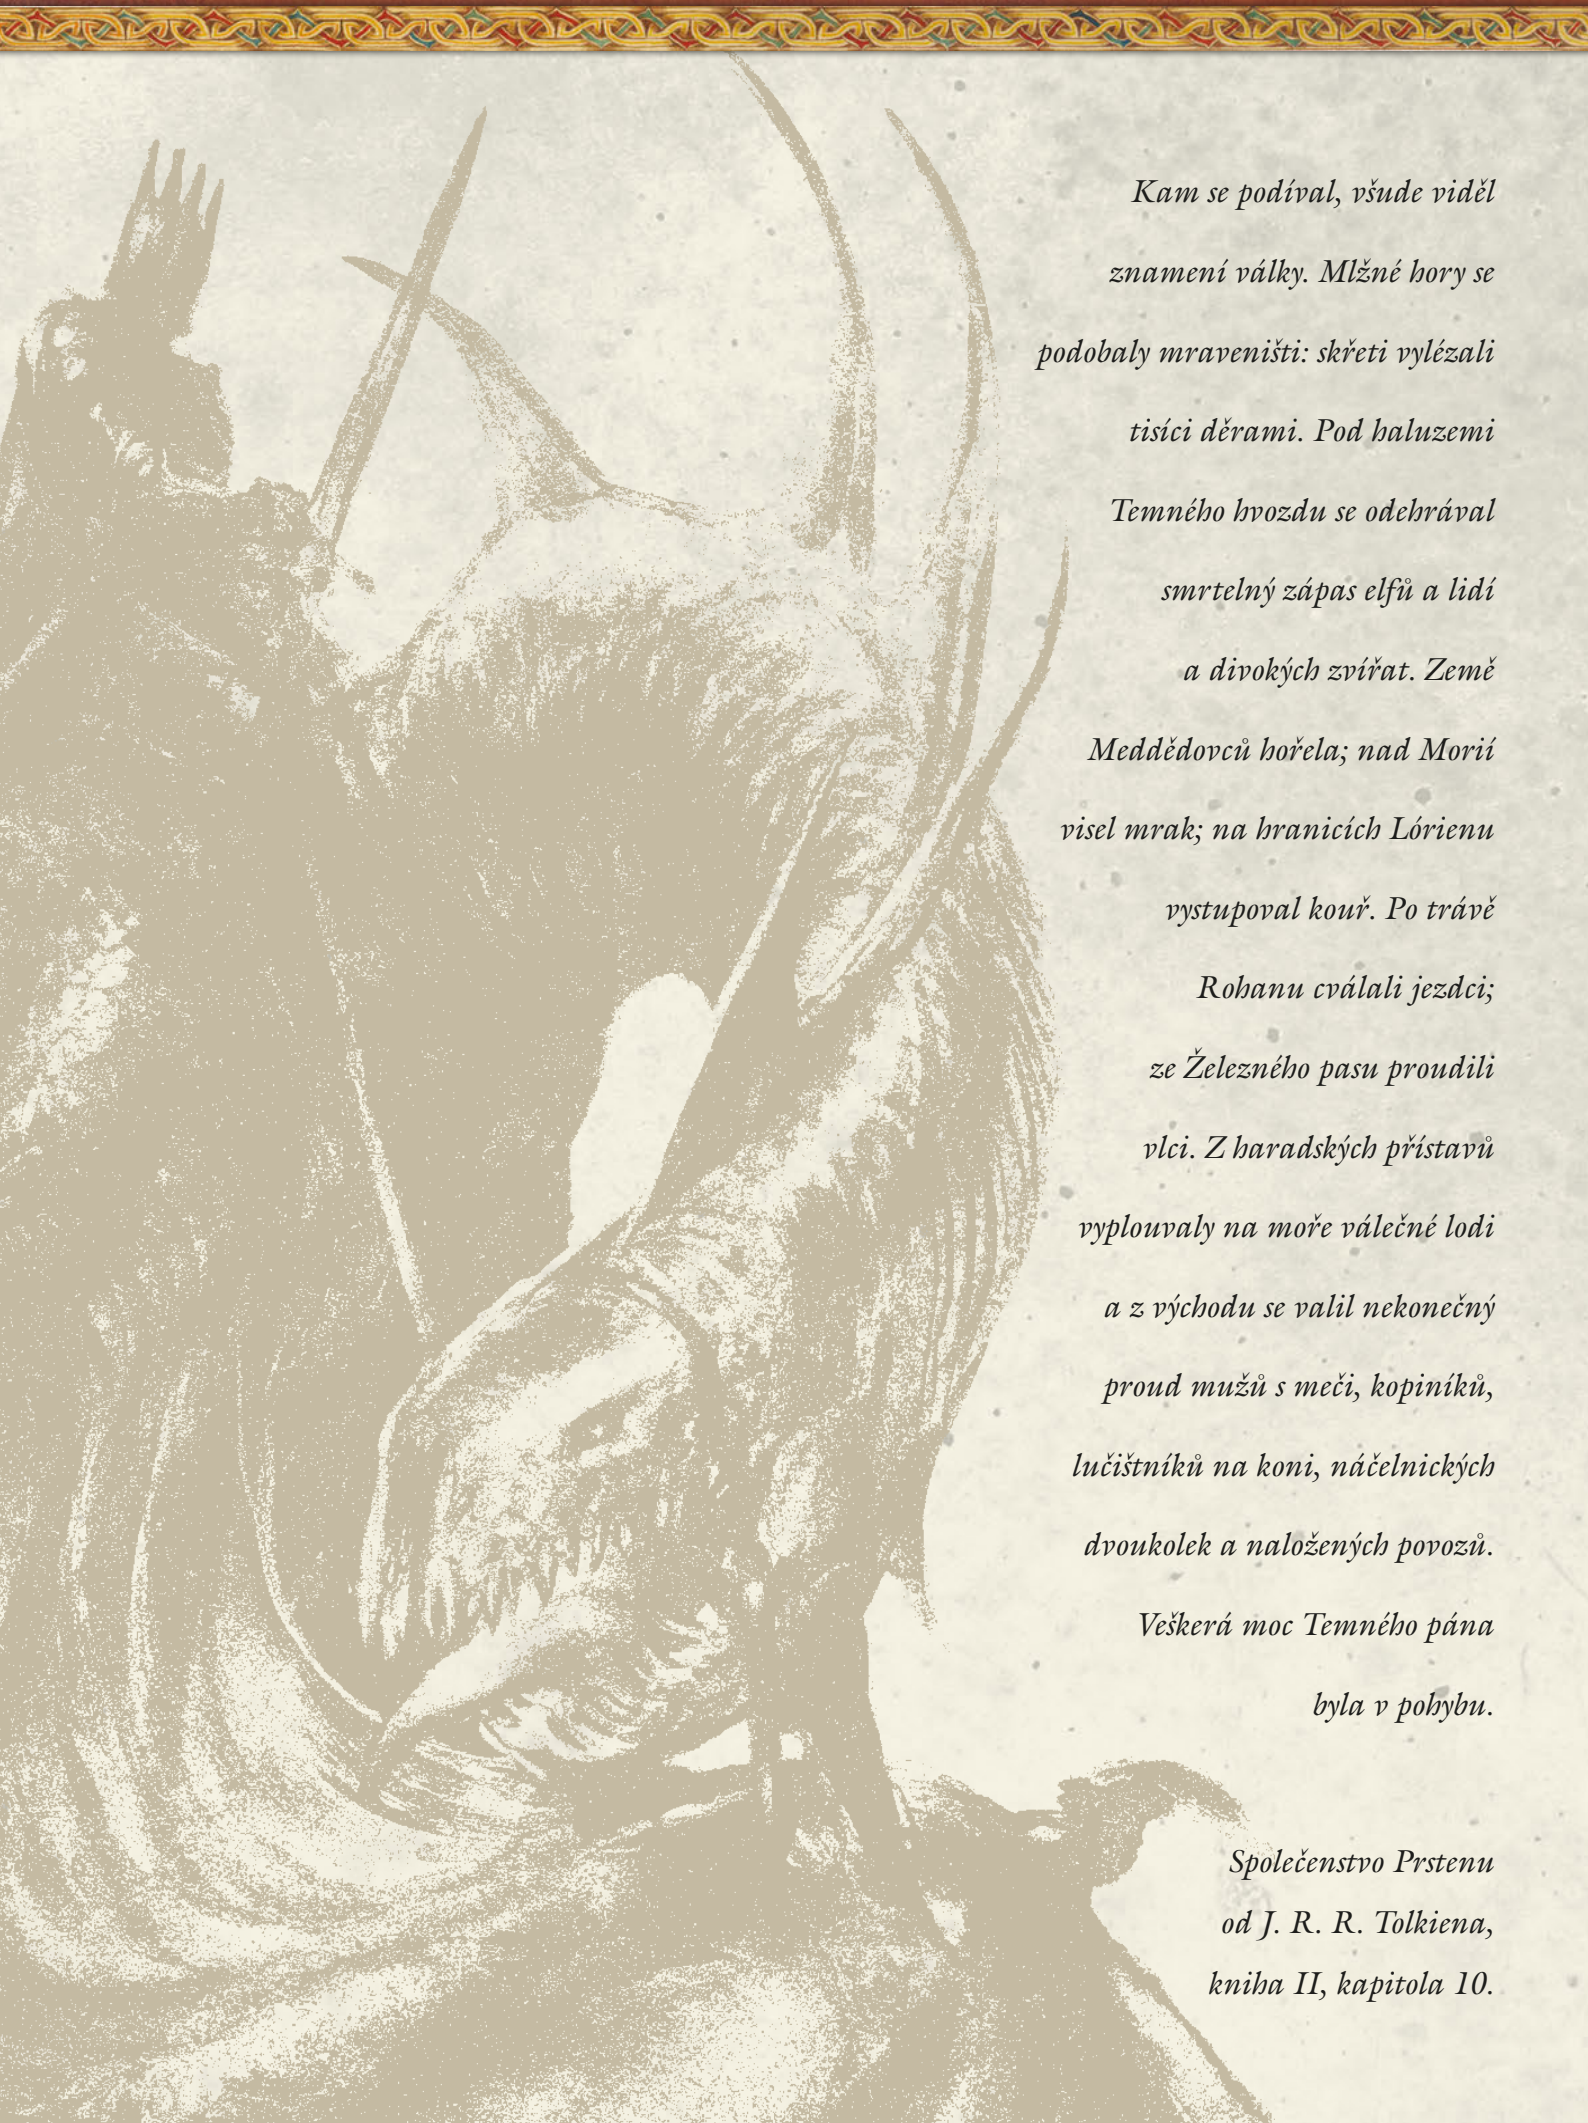 Kam se podíval, všude viděl
znamení války. Mlžné hory se
podobaly mraveništi: skřeti vylézali
tisíci děrami. Pod haluzemi
Temného hvozdu se odehrával
smrtelný zápas elfů a lidí
a divokých zvířat. Země
Meddědovců hořela; nad Morií
visel mrak; na hranicích Lórienu
vystupoval kouř. Po trávě
Rohanu cválali jezdci;
ze Železného pasu proudili
vlci. Z haradských přístavů
vyplouvaly na moře válečné lodi
a z východu se valil nekonečný
proud mužů s meči, kopiníků,
lučištníků na koni, náčelnických
dvoukolek a naložených povozů.
Veškerá moc Temného pána
byla v pohybu.
Společenstvo Prstenu
od J. R. R. Tolkiena,
kniha II, kapitola 10.